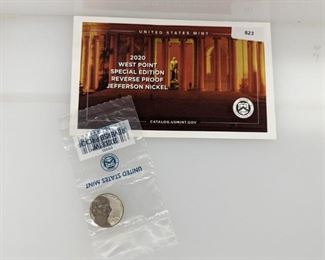 UNITED STATES MINT
823
2020
WEST POINT
SPECIAL EDITION
REVERSE PROOF
JEFFERSON NICKEL
CATALOG.USMINT.GOV
UNITED STATES MINT